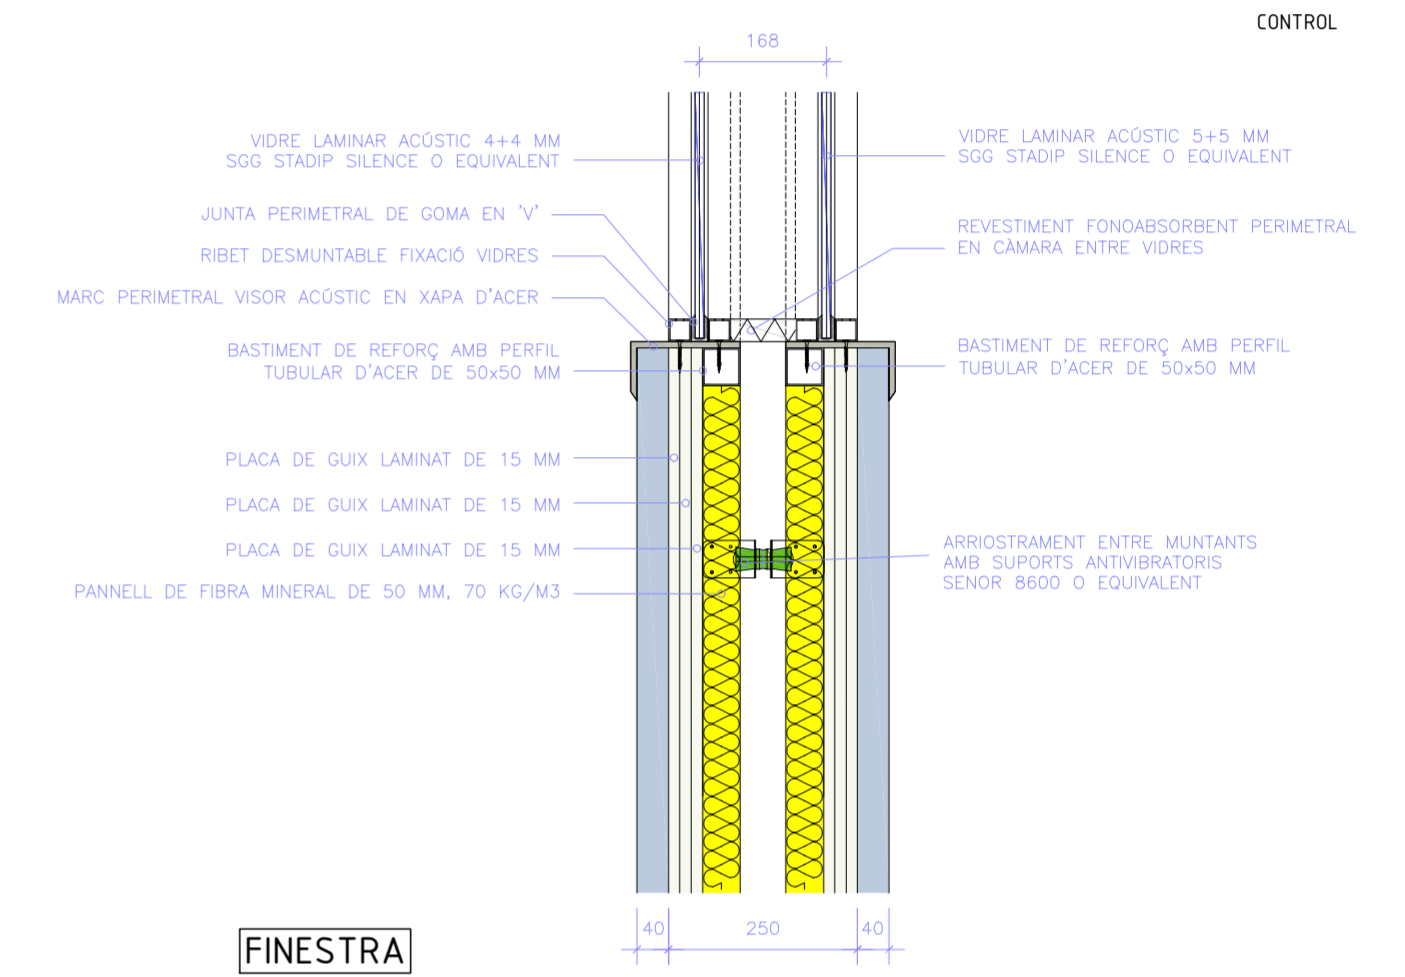 CONTROL
168
VIDRE LAMINAR ACÚSTIC 4+4 MM
SGG STADIP SILENCE O EQUIVALENT
JUNTA PERIMETRAL DE GOMA EN 'V'
RIBET DESMUNTABLE FIXACIÓ VIDRES
MARC PERIMETRAL VISOR ACÚSTIC EN XAPA D'ACER
BASTIMENT DE REFORÇ AMB PERFIL
TUBULAR D'ACER DE 50x50 MM
PLACA DE GUIX LAMINAT DE 15 MM
PLACA DE GUIX LAMINAT DE 15 MM
PLACA DE GUIX LAMINAT DE 15 MM
PANNELL DE FIBRA MINERAL DE 50 MM, 70 KG/M3
VIDRE LAMINAR ACÚSTIC 5+5 MM
SGG STADIP SILENCE O EQUIVALENT
REVESTIMENT FONOABSORBENT PERIMETRAL
EN CÀMARA ENTRE VIDRES
BASTIMENT DE REFORÇ AMB PERFIL
TUBULAR D'ACER DE 50x50 MM
ARRIOSTRAMENT ENTRE MUNTANTS
AMB SUPORTS ANTIVIBRATORIS
SENOR 8600 O EQUIVALENT
40 250 40
FINESTRA